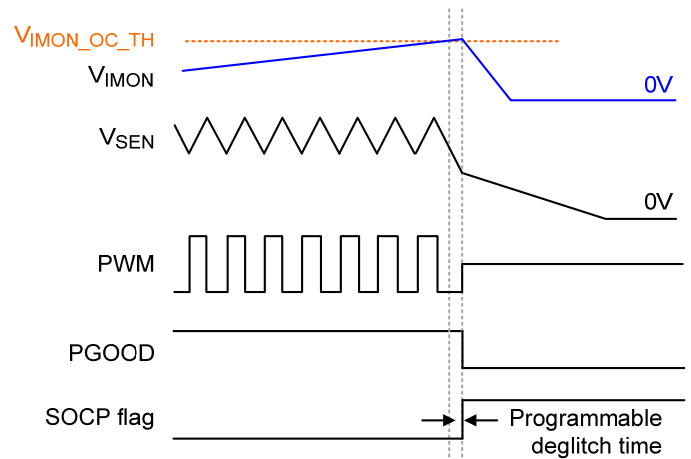 VIMON_OC_TH
VIMON
0V
VSEN
0V
PWM
PGOOD
SOCP flag
Programmable
deglitch time